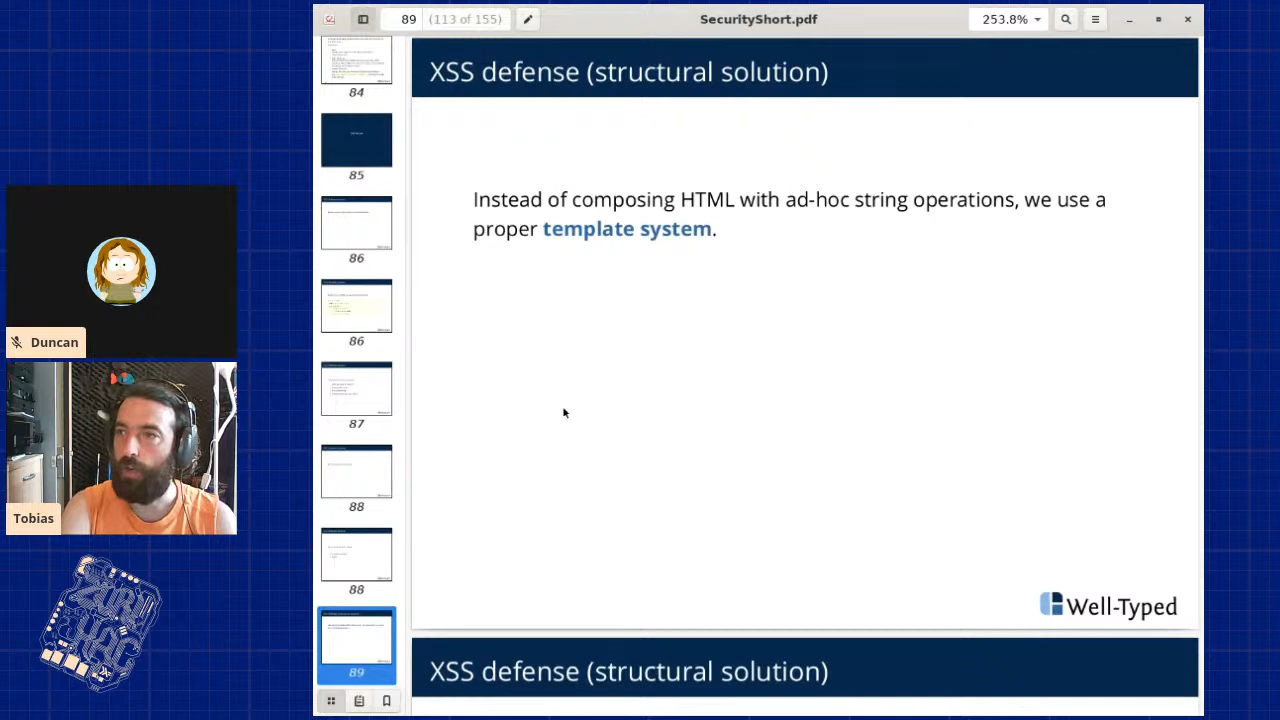 89
(113 of 155)
SecurityShort.pdf
253.8%
84
85
86
86
87
88
88
89
XSS defense (structural solution)
Instead of composing HTML with ad-hoc string operations, we use a
proper template system.
Well-Typed
XSS defense (structural solution)
Duncan
Tobias